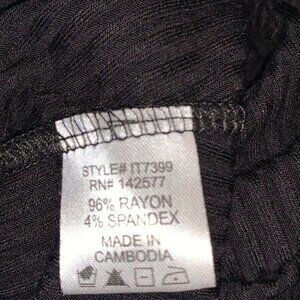 STYLE# IT7399
RN# 142577
96% RAYON
4% SPANDEX
MADE IN
CAMBODIA